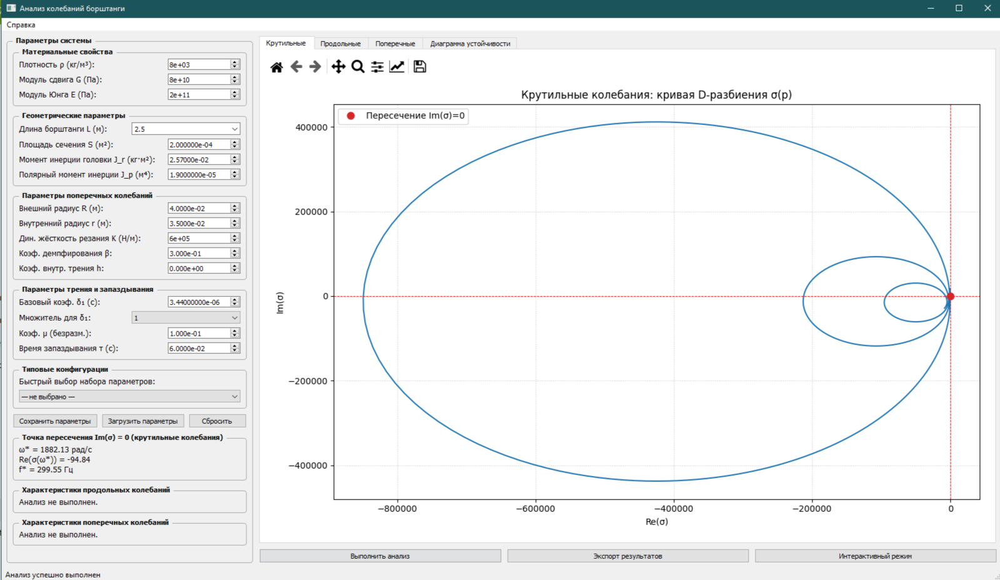 Анализ колебаний борштанги
Справка
Параметры системы
Материальные свойства
Плотность ρ (кг/м³): 8e+03
Модуль сдвига G (Па): 8e+10
Модуль Юнга E (Па): 2e+11
Геометрические параметры
Длина борштанги L (м): 2.5
Площадь сечения S (м²): 2.000000e-04
Момент инерции головки J_r (кг·м²): 2.57000e-02
Полярный момент инерции J_p (м⁴): 1.9000000e-05
Параметры поперечных колебаний
Внешний радиус R (м): 4.0000e-02
Внутренний радиус r (м): 3.5000e-02
Дин. жёсткость резания K (Н/м): 6e+05
Коэф. демпфирования β: 3.000e-01
Коэф. внутр. трения h: 0.000e+00
Параметры трения и запаздывания
Базовый коэф. δ₁ (с): 3.44000000e-06
Множитель для δ₁: 1
Коэф. μ (безразм.): 1.000e-01
Время запаздывания τ (с): 6.0000e-02
Типовые конфигурации
Быстрый выбор набора параметров:
— не выбрано —
Сохранить параметры Загрузить параметры Сбросить
Точка пересечения Im(σ) = 0 (крутильные колебания)
ω* = 1882.13 рад/с
Re(σ(ω*)) = -94.84
f* = 299.55 Гц
Характеристики продольных колебаний
Анализ не выполнен.
Характеристики поперечных колебаний
Анализ не выполнен.
Крутильные Продольные Поперечные Диаграмма устойчивости
Крутильные колебания: кривая D-разбиения σ(p)
Пересечение Im(σ)=0
400000
200000
0
−200000
−400000
Im(σ)
−800000 −600000 −400000 −200000 0
Re(σ)
Выполнить анализ Экспорт результатов Интерактивный режим
Анализ успешно выполнен